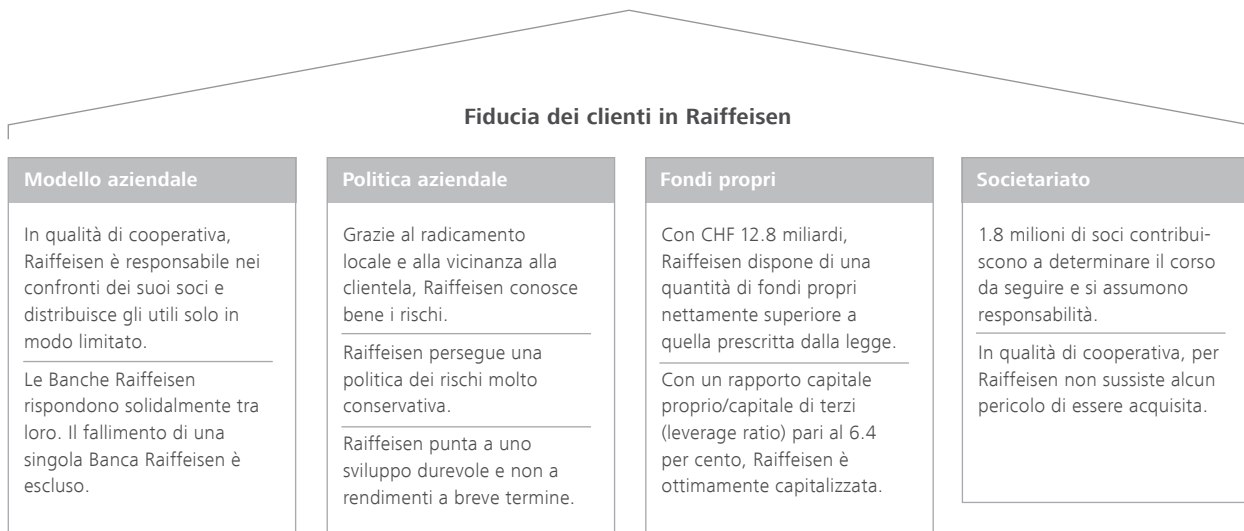 Fiducia dei clienti in Raiffeisen
Modello aziendale
In qualità di cooperativa,
Raiffeisen è responsabile nei
confronti dei suoi soci e
distribuisce gli utili solo in
modo limitato.
Le Banche Raiffeisen
rispondono solidalmente tra
loro. Il fallimento di una
singola Banca Raiffeisen è
escluso.
Politica aziendale
Grazie al radicamento
locale e alla vicinanza alla
clientela, Raiffeisen conosce
bene i rischi.
Raiffeisen persegue una
politica dei rischi molto
conservativa.
Raiffeisen punta a uno
sviluppo durevole e non a
rendimenti a breve termine.
Fondi propri
Con CHF 12.8 miliardi,
Raiffeisen dispone di una
quantità di fondi propri
nettamente superiore a
quella prescritta dalla legge.
Con un rapporto capitale
proprio/capitale di terzi
(leverage ratio) pari al 6.4
per cento, Raiffeisen è
ottimamente capitalizzata.
Societariato
1.8 milioni di soci contribui-
scono a determinare il corso
da seguire e si assumono
responsabilità.
In qualità di cooperativa, per
Raiffeisen non sussiste alcun
pericolo di essere acquisita.